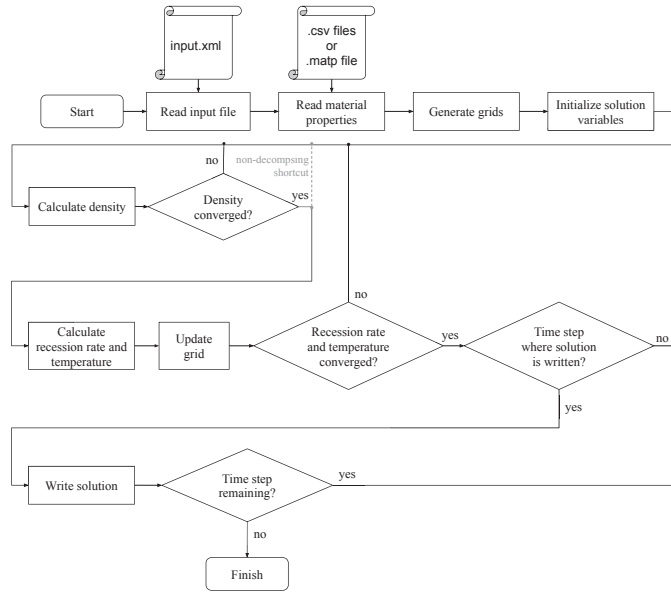 input.xml
.csv files
or
.matp file
Start
Read input file
Read material
properties
Generate grids
Initialize solution
variables
no
non-decompsing
shortcut
Calculate density
Density
converged?
yes
no
Calculate
recession rate and
temperature
Update
grid
Recession rate
and temperature
converged?
yes
Time step
where solution
is written?
no
yes
Write solution
Time step
remaining?
yes
no
Finish